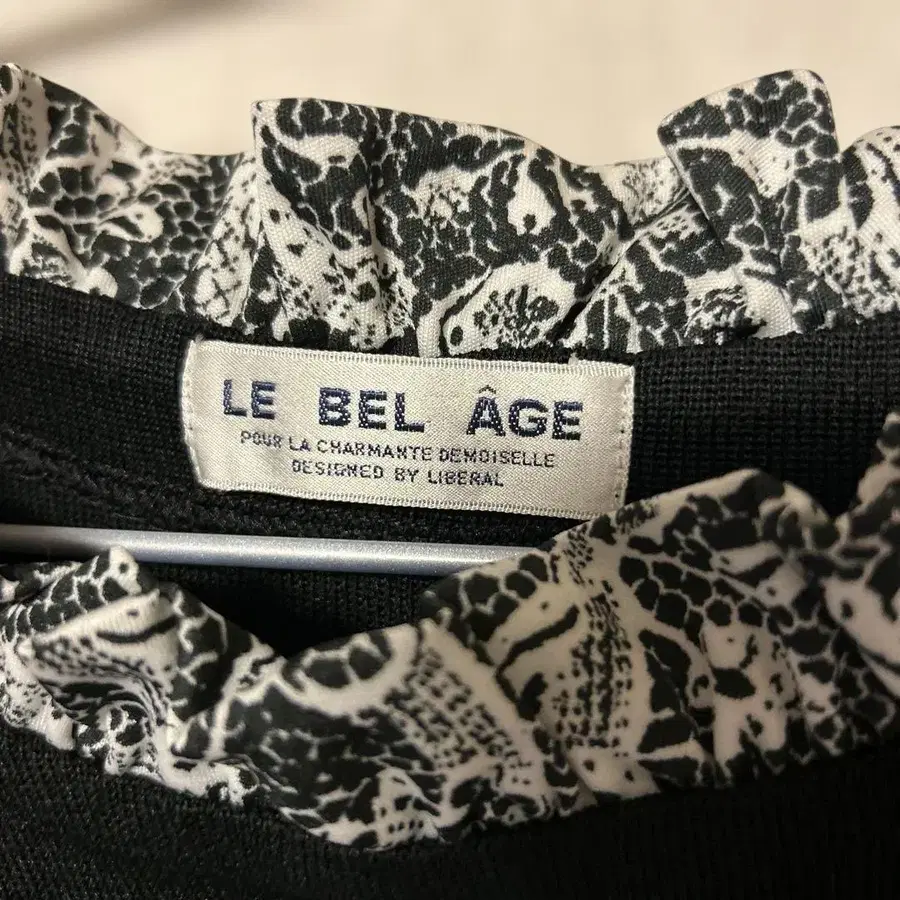 LE BEL ÂGE
POUR LA CHARMANTE DEMOISELLE
DESIGNED BY LIBERAL